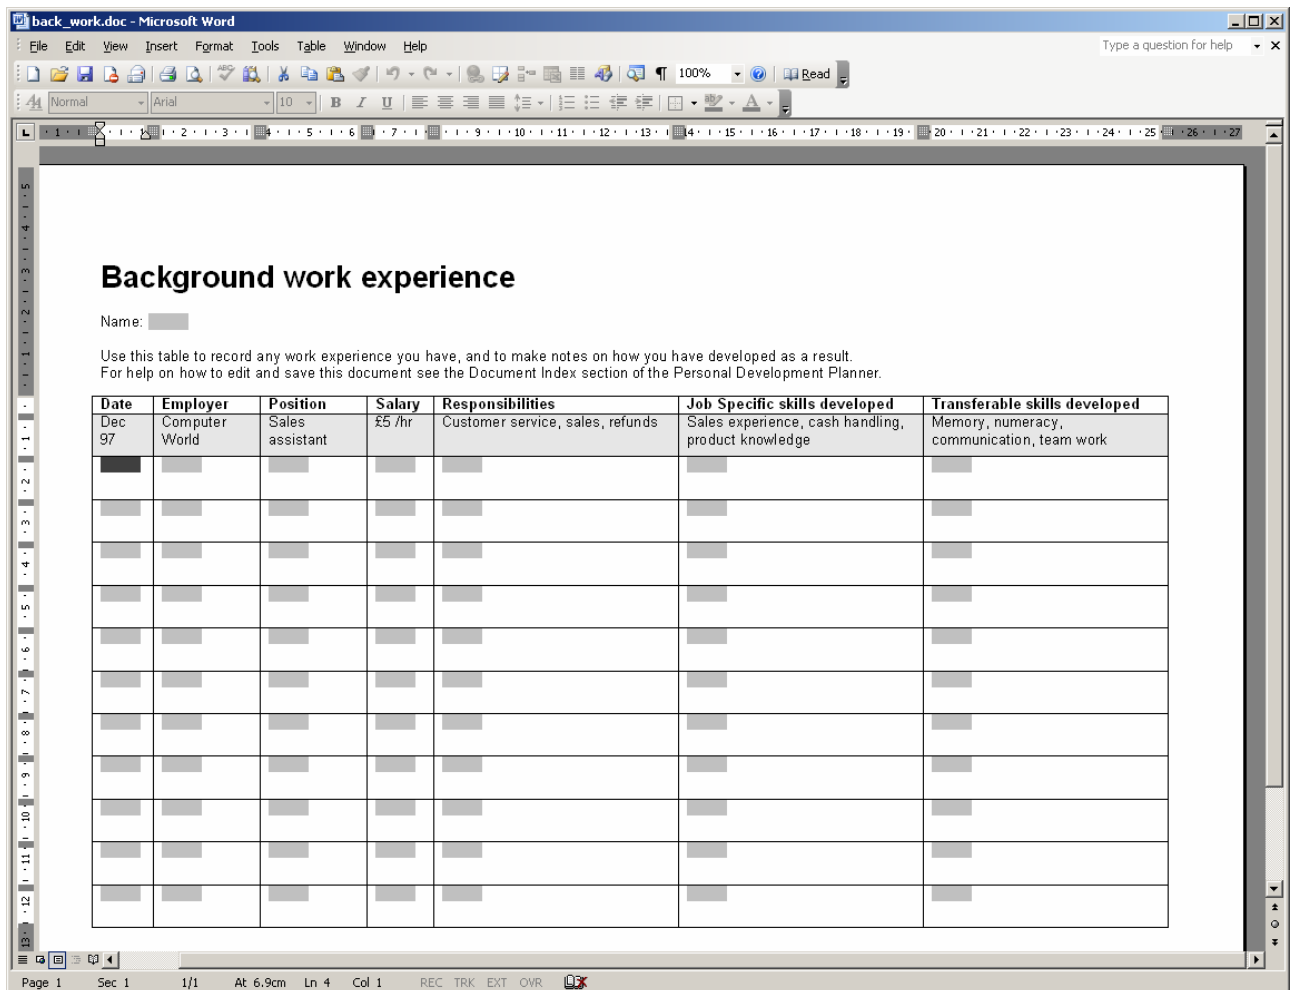 back_work.doc - Microsoft Word
File Edit View Insert Format Tools Table Window Help Type a question for help
100% Read
Normal Arial 10 B I U A
Background work experience
Name:
Use this table to record any work experience you have, and to make notes on how you have developed as a result.
For help on how to edit and save this document see the Document Index section of the Personal Development Planner.
Date Employer Position Salary Responsibilities Job Specific skills developed Transferable skills developed
Dec Computer Sales £5 /hr Customer service, sales, refunds Sales experience, cash handling, Memory, numeracy,
97 World assistant product knowledge communication, team work
Page 1 Sec 1 1/1 At 6.9cm Ln 4 Col 1 REC TRK EXT OVR